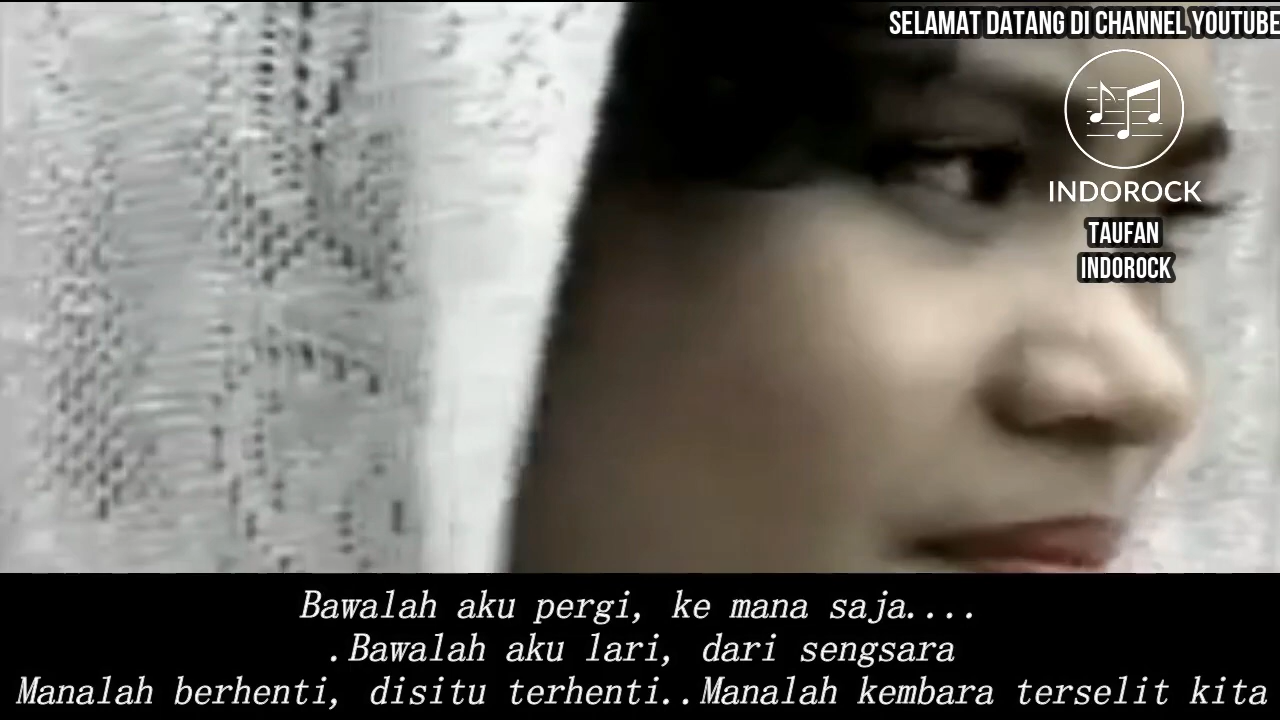 SELAMAT DATANG DI CHANNEL YOUTUBE
INDOROCK
TAUFAN
INDOROCK
Bawalah aku pergi, ke mana saja....
.Bawalah aku lari, dari sengsara
Manalah berhenti, disitu terhenti..Manalah kembara terselit kita